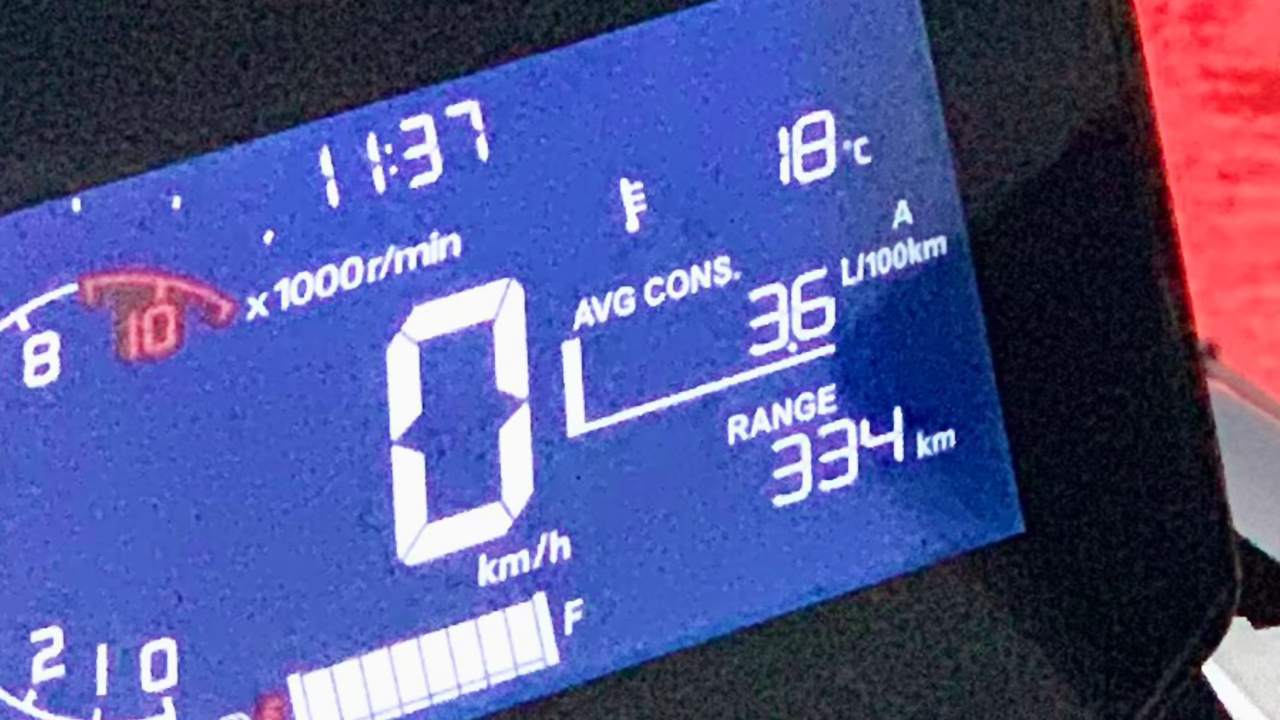 11:37
18°C
x1000r/min
A
AVG CONS.
3.6 L/100km
8 10
0
RANGE
334 km
km/h
F
2 1 0